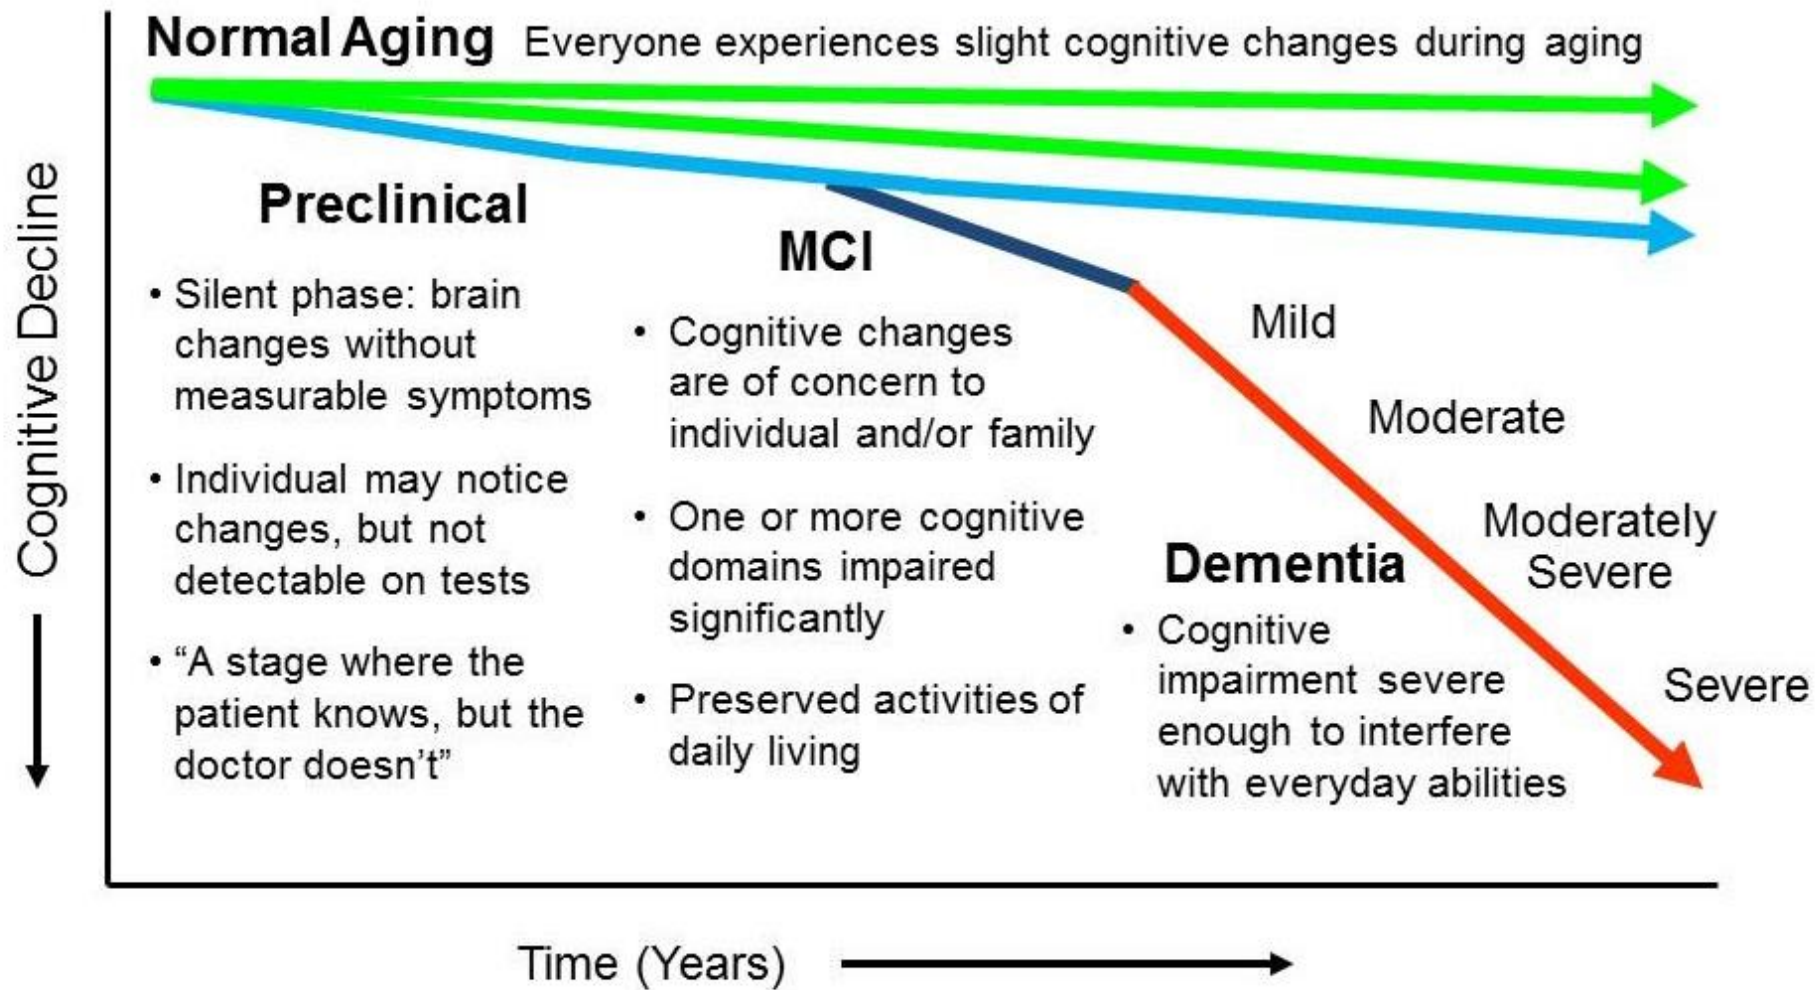 Normal Aging Everyone experiences slight cognitive changes during aging
Cognitive Decline
Preclinical
• Silent phase: brain
changes without
measurable symptoms
• Individual may notice
changes, but not
detectable on tests
• “A stage where the
patient knows, but the
doctor doesn’t”
MCI
• Cognitive changes
are of concern to
individual and/or family
• One or more cognitive
domains impaired
significantly
• Preserved activities of
daily living
Mild
Moderate
Moderately
Severe
Severe
Dementia
• Cognitive
impairment severe
enough to interfere
with everyday abilities
Time (Years)